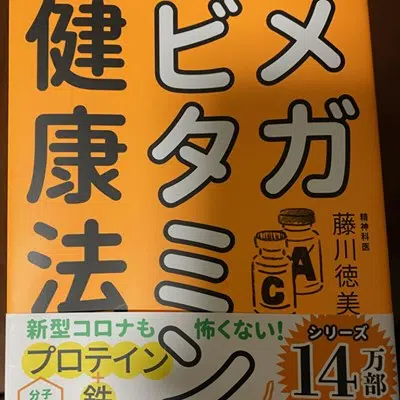 メガ
ビタミン
健康法
精神科医
藤川徳美
A
C
新型コロナも 怖くない!
プロテイン
+鉄
分子
シリーズ
14万部